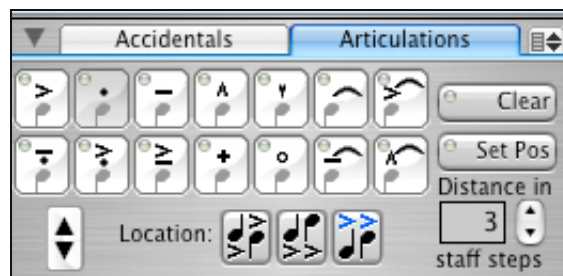 Accidentals
Articulations
Clear
Set Pos
Distance in
Location:
3
staff steps